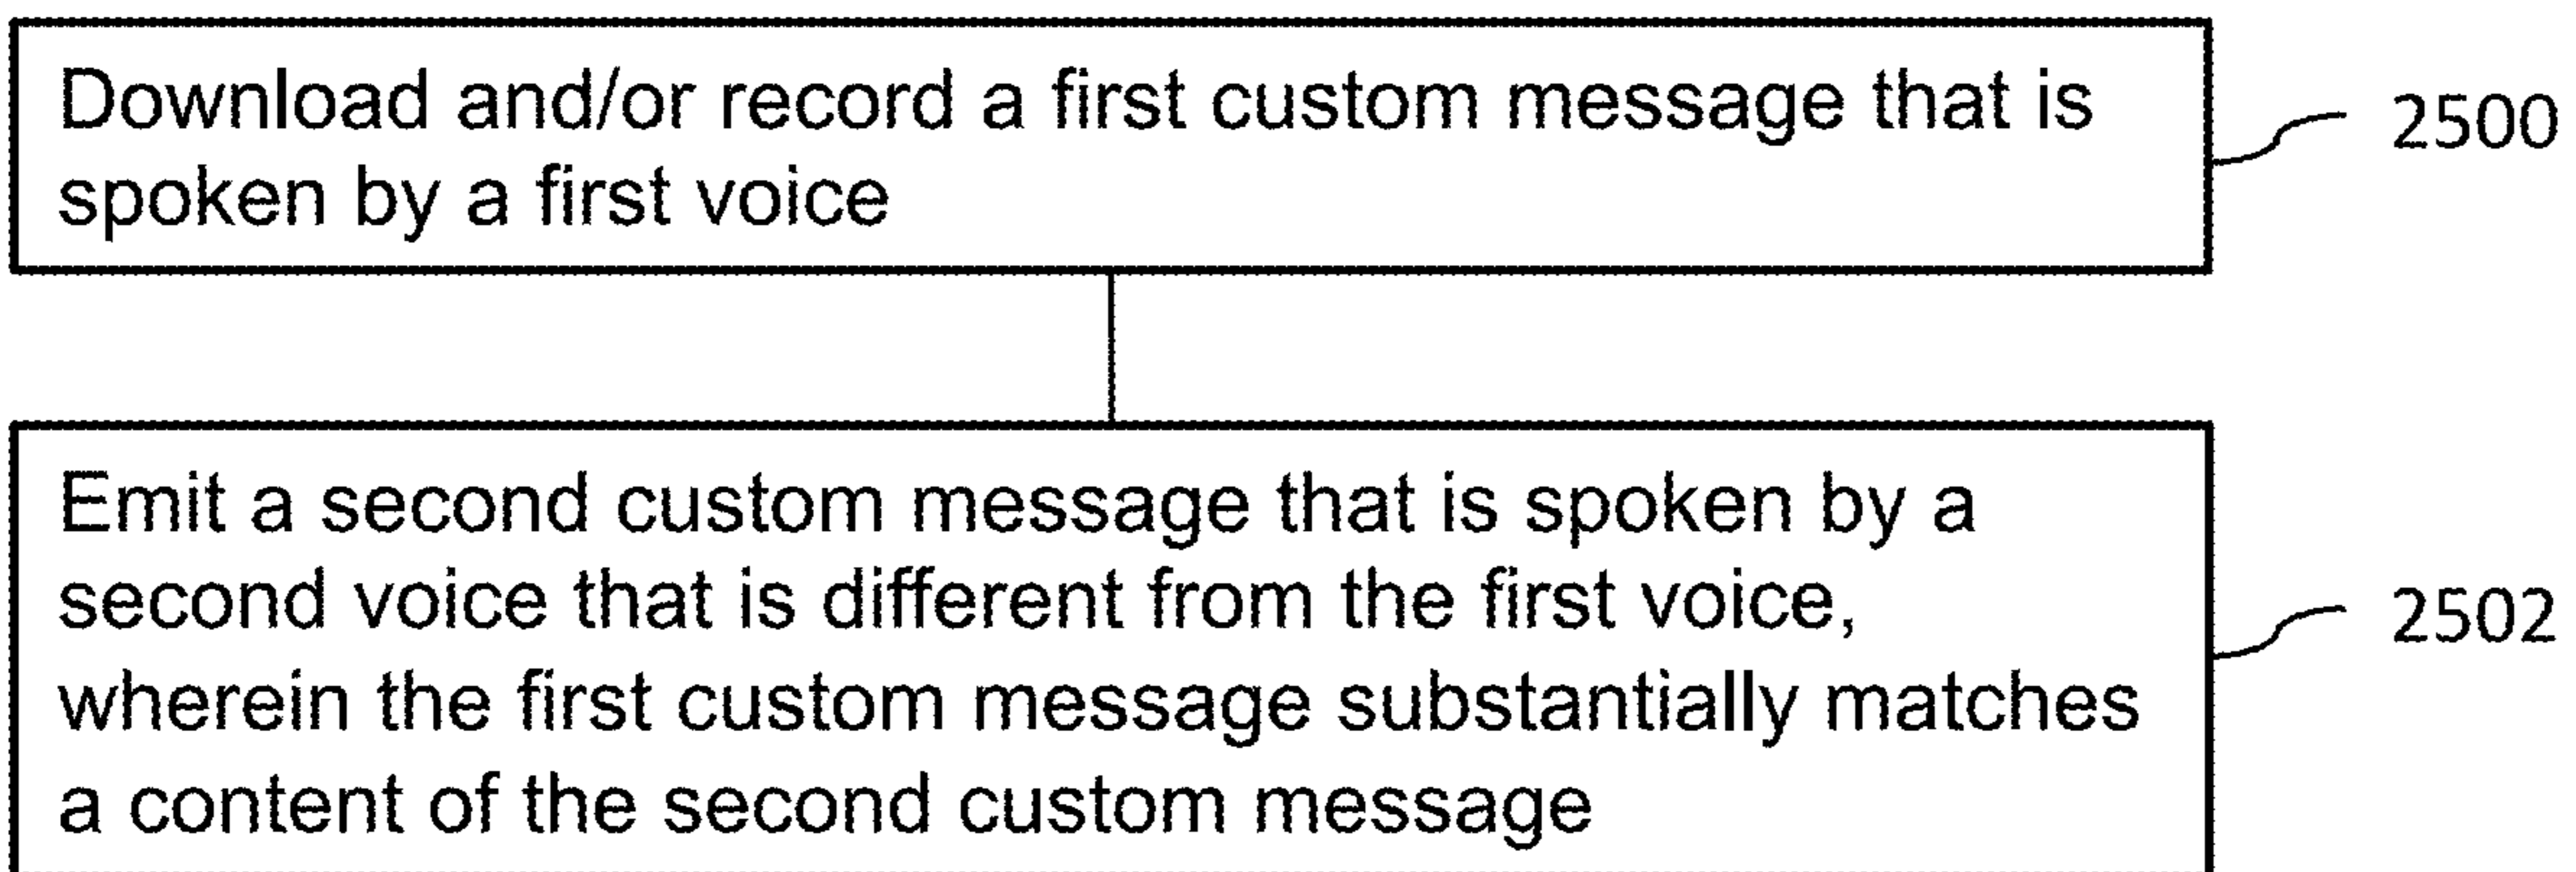 Download and/or record a first custom message that is
spoken by a first voice
2500
Emit a second custom message that is spoken by a
second voice that is different from the first voice,
wherein the first custom message substantially matches
a content of the second custom message
2502